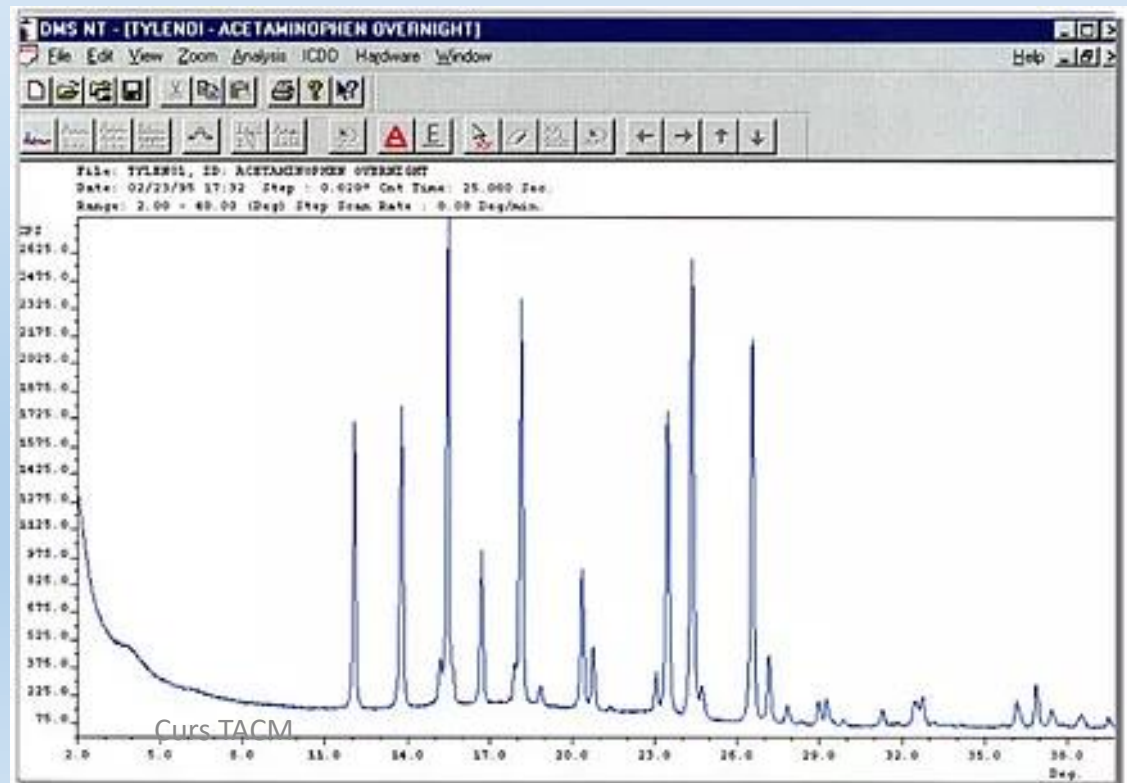 DMS NT - [TYLENOl - ACETAMINOPHEN OVERNIGHT]
File Edit View Zoom Analysis ICDD Hardware Window Help
A E
File: TYLENOl, ID: ACETAMINOPHEN OVERNIGHT
Date: 02/23/95 17:32 Step : 0.020° Cnt Time: 25.000 Sec.
Range: 2.00 - 40.00 (Deg) Step Scan Rate : 0.00 Deg/min.
CPS
2625.0
2475.0
2325.0
2175.0
2025.0
1875.0
1725.0
1575.0
1425.0
1275.0
1125.0
975.0
825.0
675.0
525.0
375.0
225.0
75.0
Curs TACM
2.0 5.0 8.0 11.0 14.0 17.0 20.0 23.0 26.0 29.0 32.0 35.0 38.0
Deg.